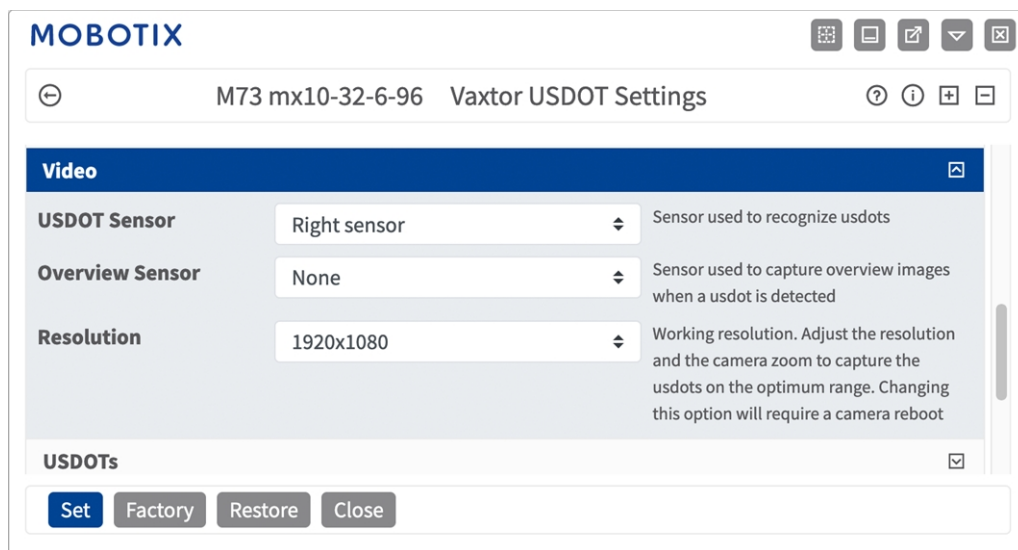 MOBOTIX
M73 mx10-32-6-96 Vaxtor USDOT Settings
Video
USDOT Sensor
Right sensor
Sensor used to recognize usdots
Overview Sensor
None
Sensor used to capture overview images
when a usdot is detected
Resolution
1920x1080
Working resolution. Adjust the resolution
and the camera zoom to capture the
usdots on the optimum range. Changing
this option will require a camera reboot
USDOTs
Set Factory Restore Close